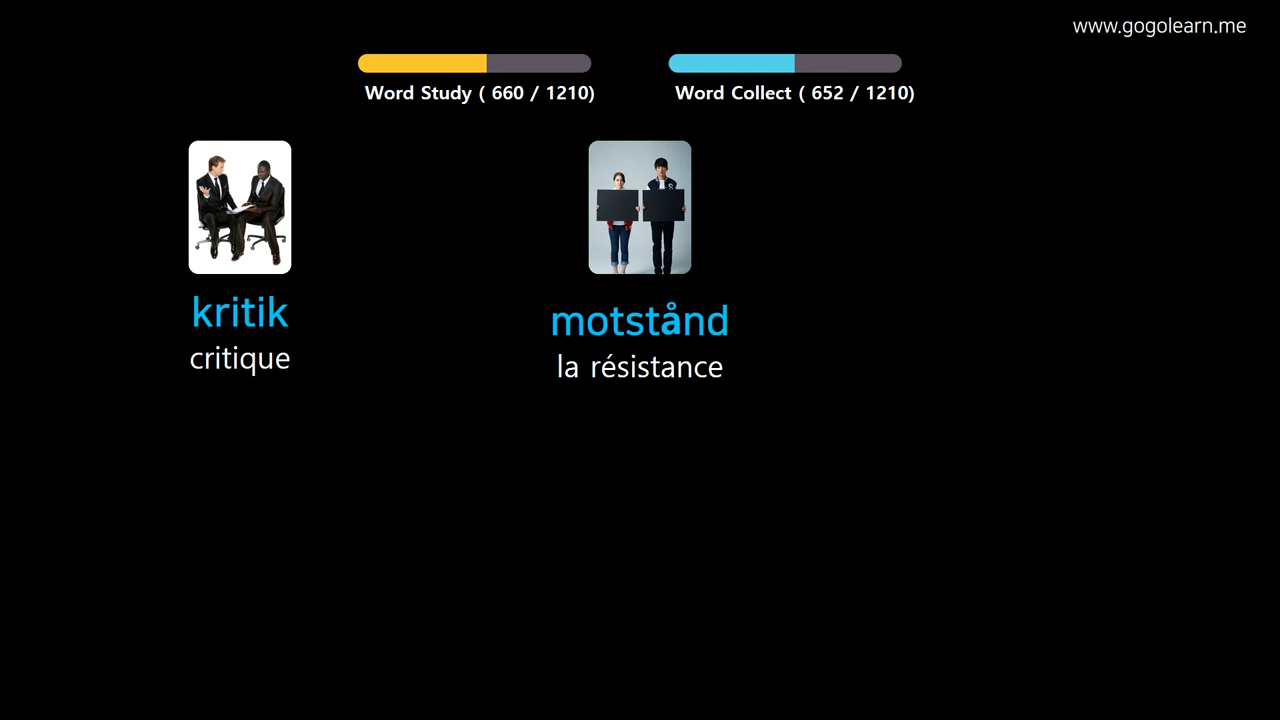 www.gogolearn.me
Word Study ( 660 / 1210)
Word Collect ( 652 / 1210)
kritik
critique
motstånd
la résistance